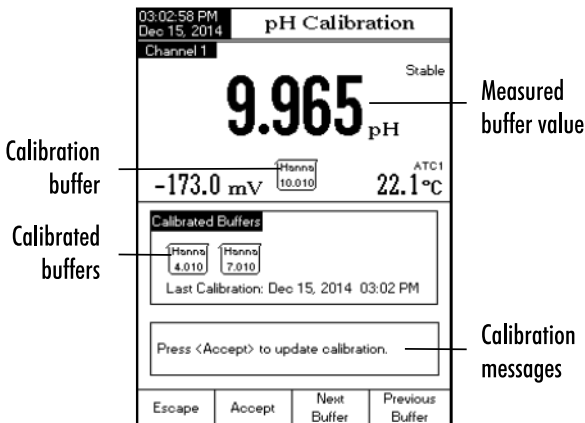 03:02:58 PM
Dec 15, 2014
pH Calibration
Channel 1
Stable
9.965 pH
Measured
buffer value
Calibration
buffer
-173.0 mV
Hanna
10.010
ATC1
22.1°C
Calibrated
buffers
Calibrated Buffers
Hanna
4.010
Hanna
7.010
Last Calibration: Dec 15, 2014 03:02 PM
Press <Accept> to update calibration.
Calibration
messages
Escape
Accept
Next
Buffer
Previous
Buffer